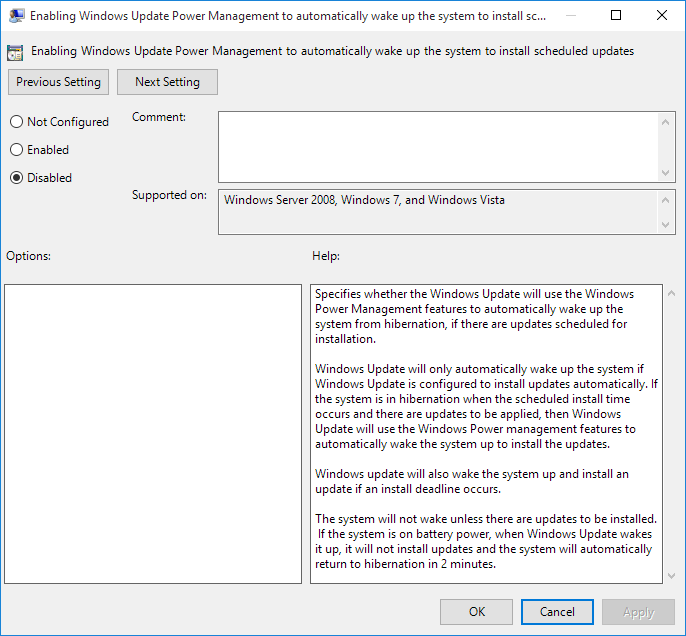 Enabling Windows Update Power Management to automatically wake up the system to install sc...
Enabling Windows Update Power Management to automatically wake up the system to install scheduled updates
Previous Setting
Next Setting
Not Configured
Comment:
Enabled
Disabled
Supported on:
Windows Server 2008, Windows 7, and Windows Vista
Options:
Help:
Specifies whether the Windows Update will use the Windows
Power Management features to automatically wake up the
system from hibernation, if there are updates scheduled for
installation.
Windows Update will only automatically wake up the system if
Windows Update is configured to install updates automatically. If
the system is in hibernation when the scheduled install time
occurs and there are updates to be applied, then Windows
Update will use the Windows Power management features to
automatically wake the system up to install the updates.
Windows update will also wake the system up and install an
update if an install deadline occurs.
The system will not wake unless there are updates to be installed.
If the system is on battery power, when Windows Update wakes
it up, it will not install updates and the system will automatically
return to hibernation in 2 minutes.
OK
Cancel
Apply